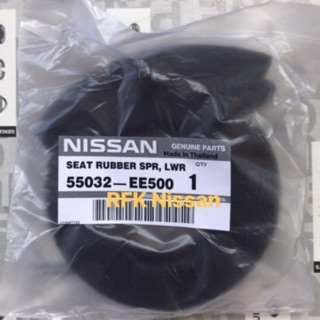 NISSAN GENUINE PARTS
Made in Thailand
SEAT RUBBER SPR, LWR QTY
55032-EE500 1
RFK Nissan